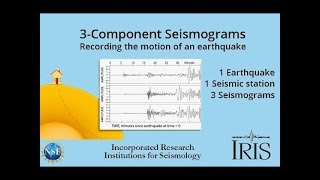 3-Component Seismograms
Recording the motion of an earthquake
1 Earthquake
1 Seismic station
3 Seismograms
TIME, minutes since earthquake at time = 0
Incorporated Research
Institutions for Seismology
NSF
IRIS